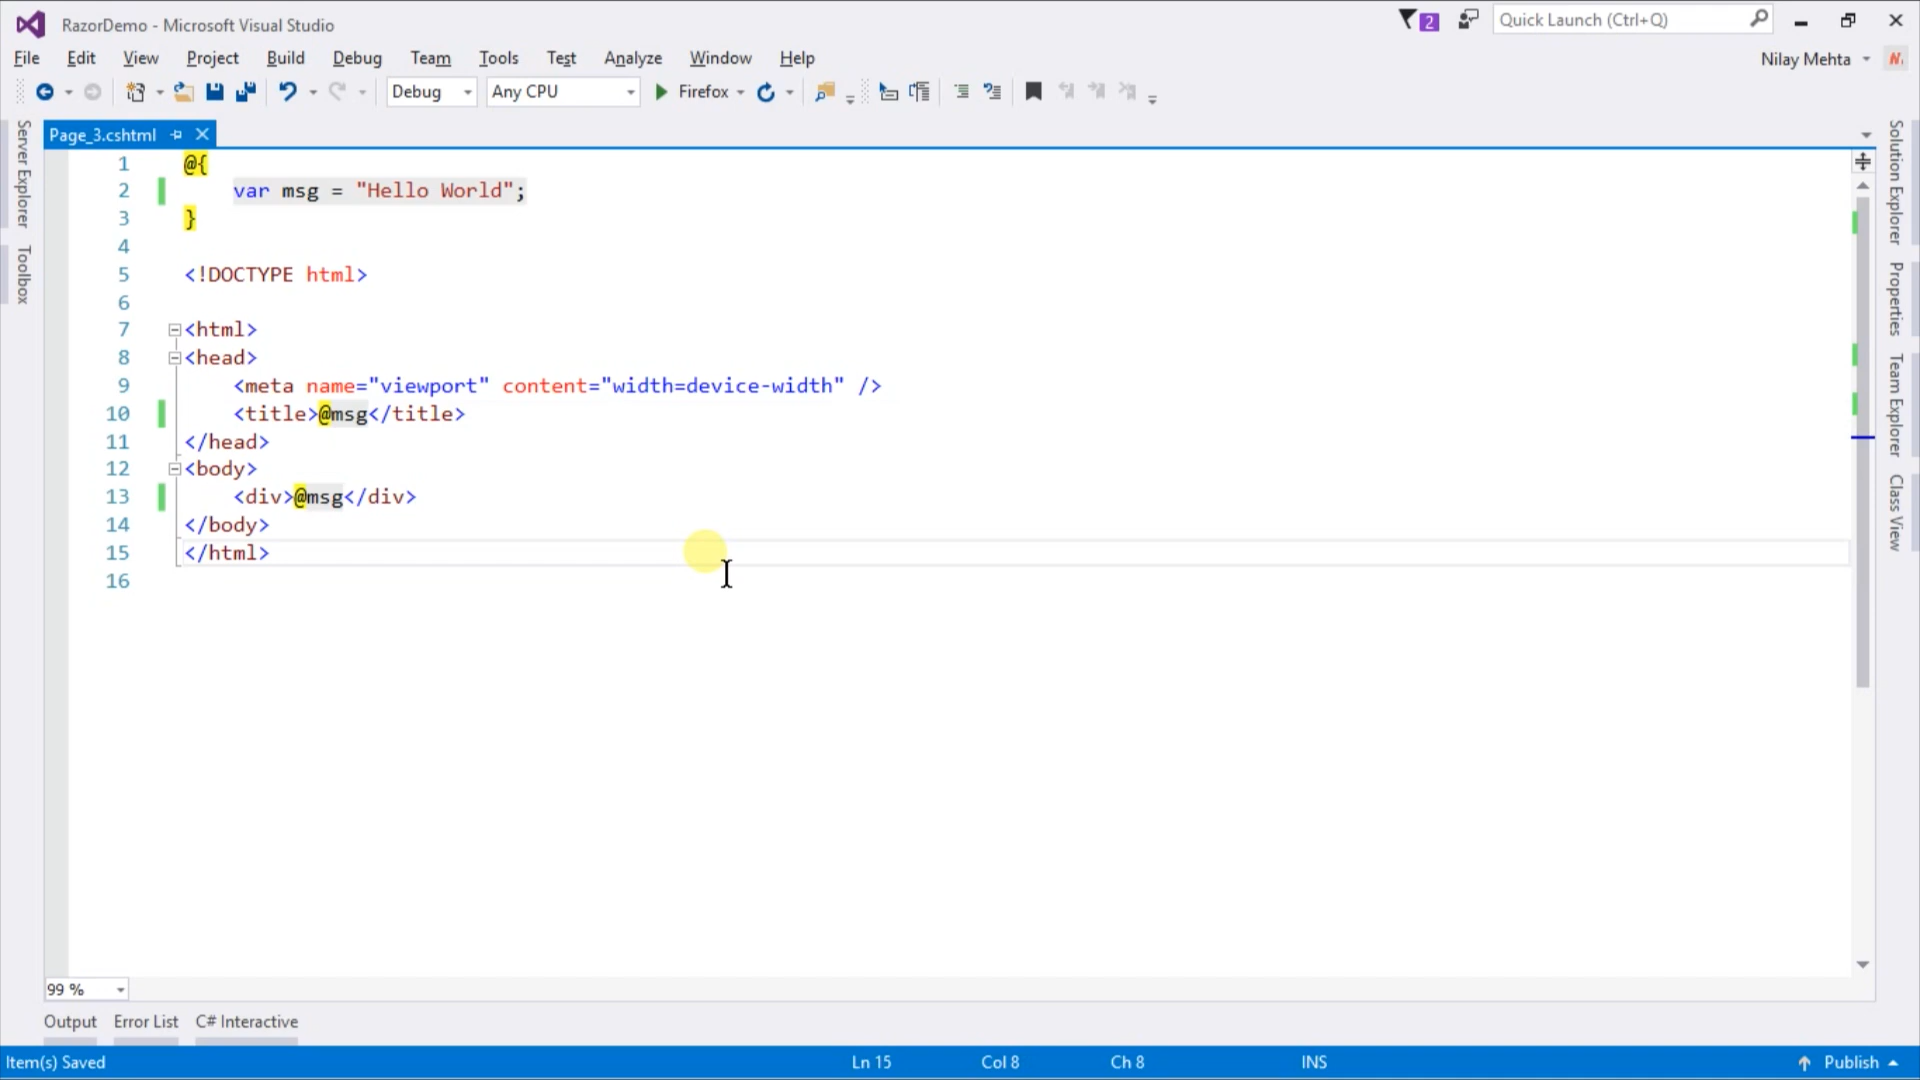 RazorDemo - Microsoft Visual Studio
2
Quick Launch (Ctrl+Q)
File Edit View Project Build Debug Team Tools Test Analyze Window Help
Nilay Mehta
Debug Any CPU Firefox
Server Explorer
Toolbox
Page_3.cshtml
1 @{
2 var msg = "Hello World";
3 }
4
5 <!DOCTYPE html>
6
7 <html>
8 <head>
9 <meta name="viewport" content="width=device-width" />
10 <title>@msg</title>
11 </head>
12 <body>
13 <div>@msg</div>
14 </body>
15 </html>
16
Solution Explorer
Properties
Team Explorer
Class View
99 %
Output Error List C# Interactive
Item(s) Saved Ln 15 Col 8 Ch 8 INS Publish